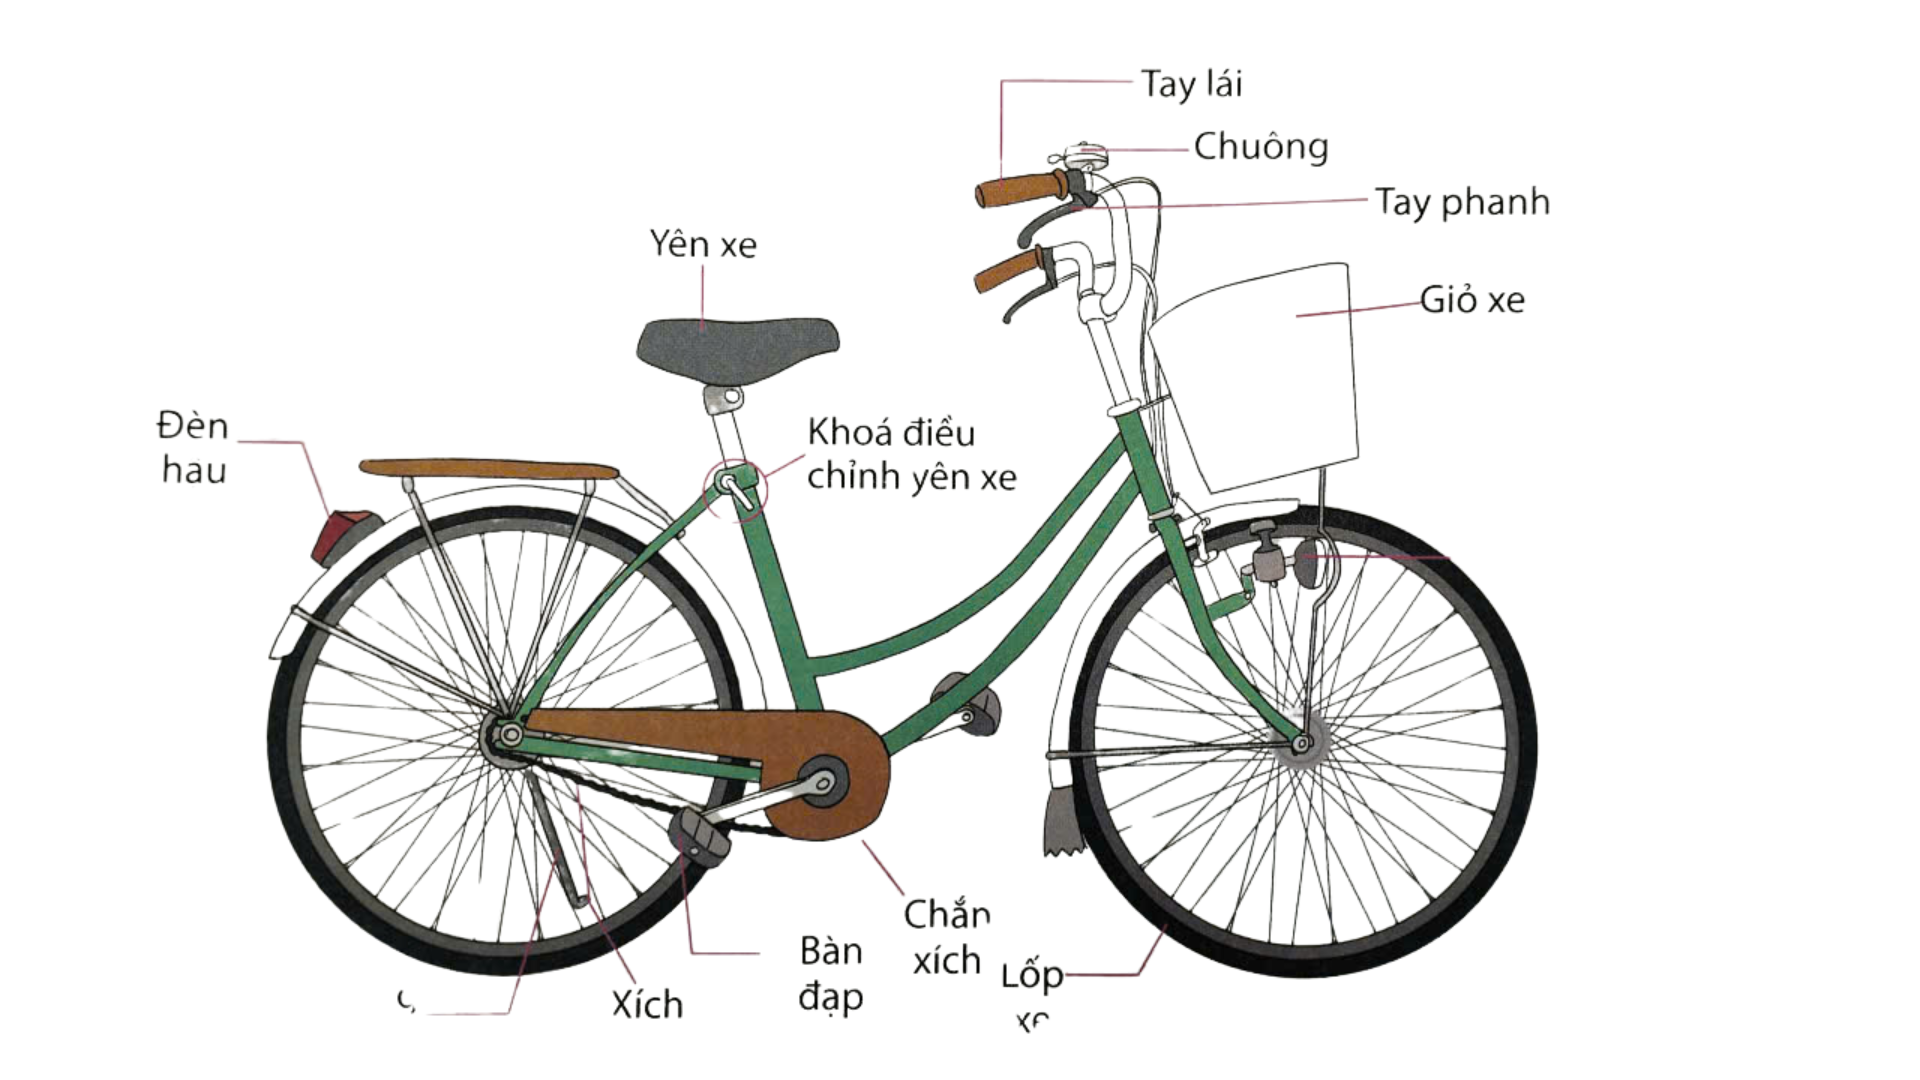 Tay lái
Chuông
Tay phanh
Yên xe
Giỏ xe
Đèn
hau
Khoá điều
chỉnh yên xe
Chắn
xích
Bàn
đạp
Lốp
Xích